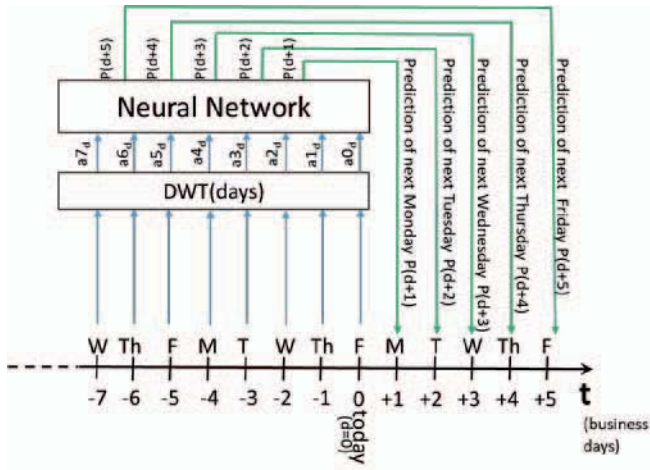 P(d+5)
P(d+4)
P(d+3)
P(d+2)
P(d+1)
Neural Network
a7d
a6d
a5d
a4d
a3d
a2d
a1d
a0d
DWT(days)
Prediction of next Monday P(d+1)
Prediction of next Tuesday P(d+2)
Prediction of next Wednesday P(d+3)
Prediction of next Thursday P(d+4)
Prediction of next Friday P(d+5)
W Th F M T W Th F M T W Th F
-7 -6 -5 -4 -3 -2 -1 0 +1 +2 +3 +4 +5 t
today
(d=0)
(business
days)